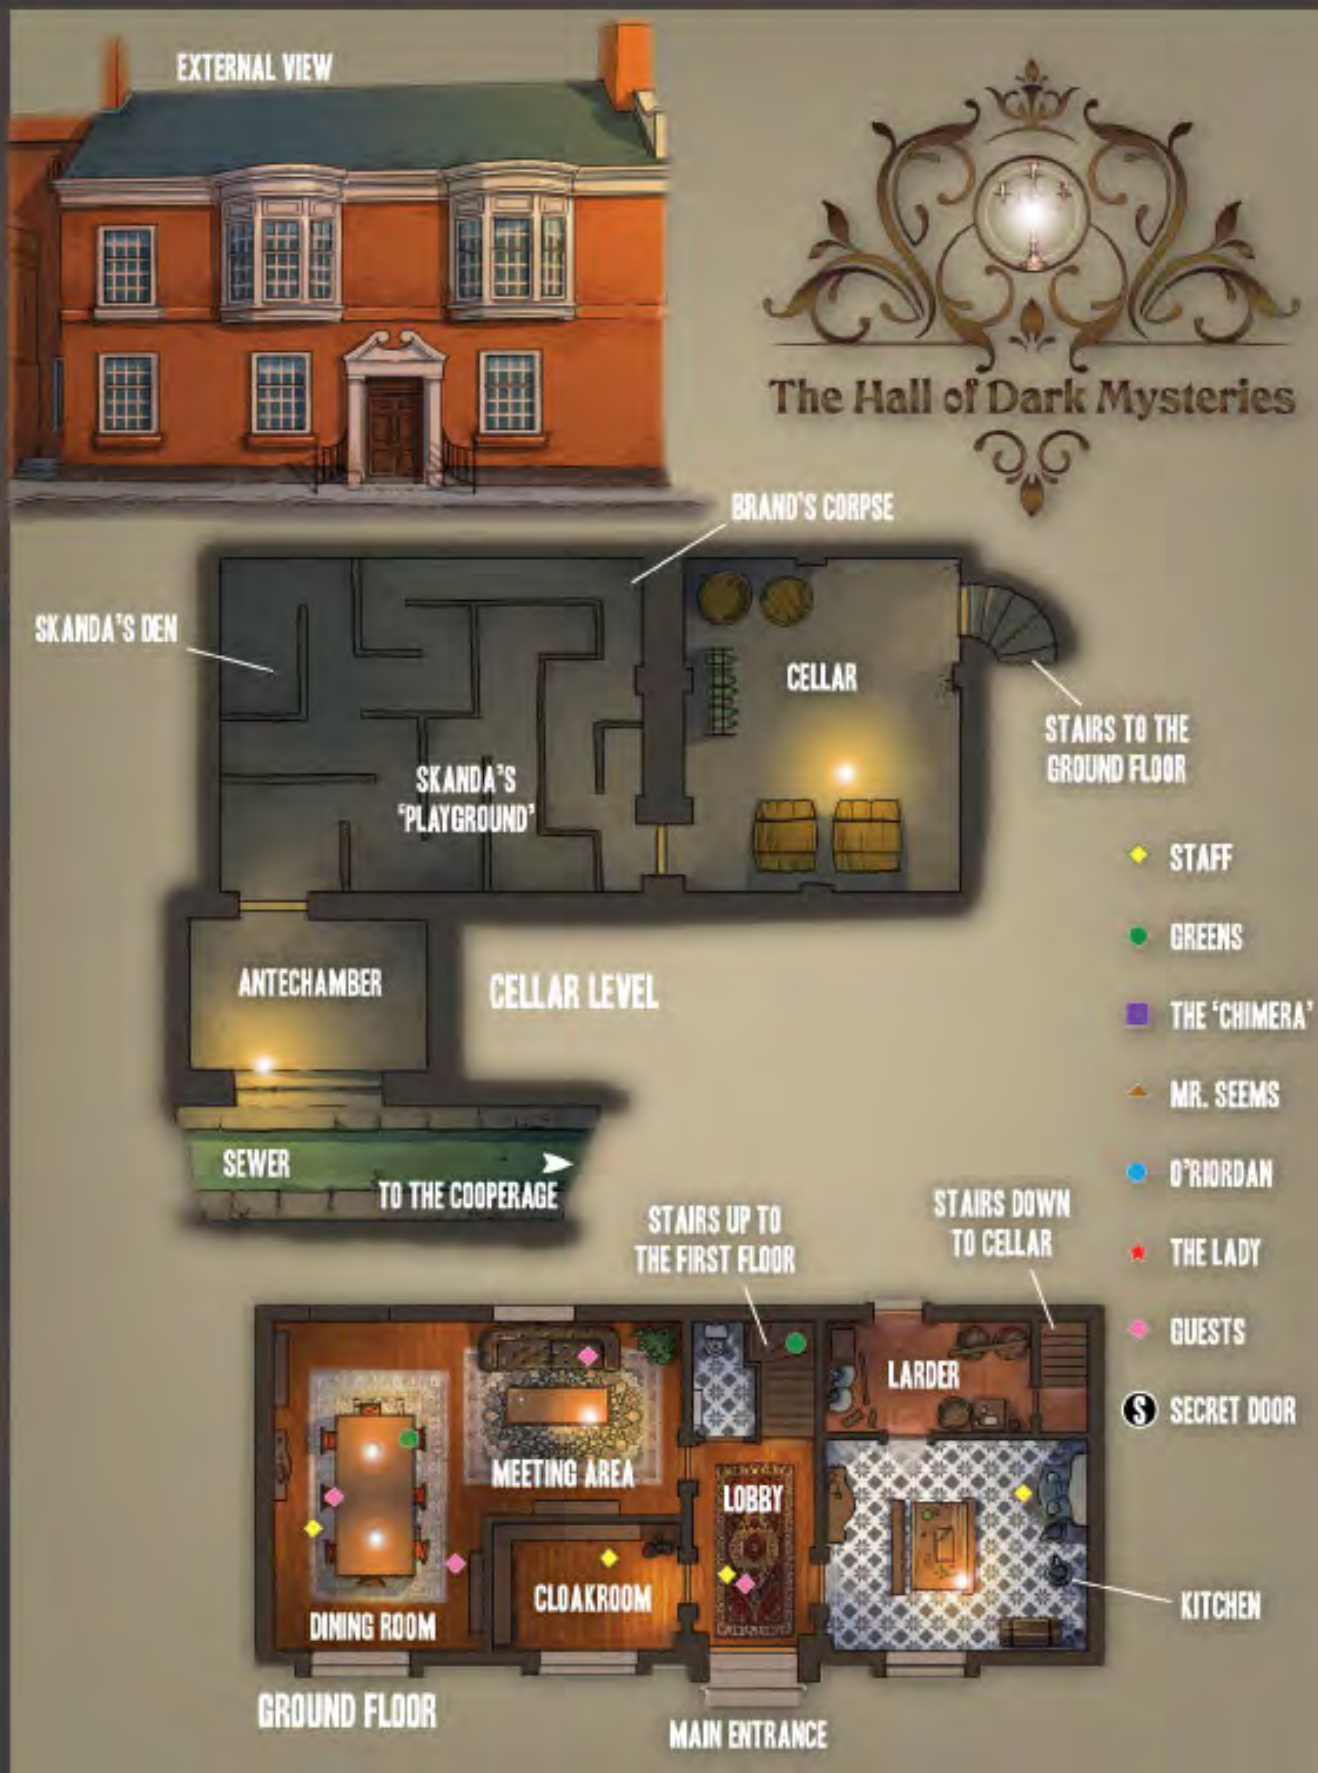 EXTERNAL VIEW
The Hall of Dark Mysteries
BRAND'S CORPSE
SKANDA'S DEN
CELLAR
STAIRS TO THE
GROUND FLOOR
SKANDA'S
'PLAYGROUND'
STAFF
GREENS
ANTECHAMBER
CELLAR LEVEL
THE 'CHIMERA'
MR. SEEMS
SEWER
TO THE COOPERAGE
O'RIORDAN
STAIRS UP TO
THE FIRST FLOOR
STAIRS DOWN
TO CELLAR
THE LADY
GUESTS
LARDER
S SECRET DOOR
MEETING AREA
LOBBY
CLOAKROOM
DINING ROOM
KITCHEN
GROUND FLOOR
MAIN ENTRANCE